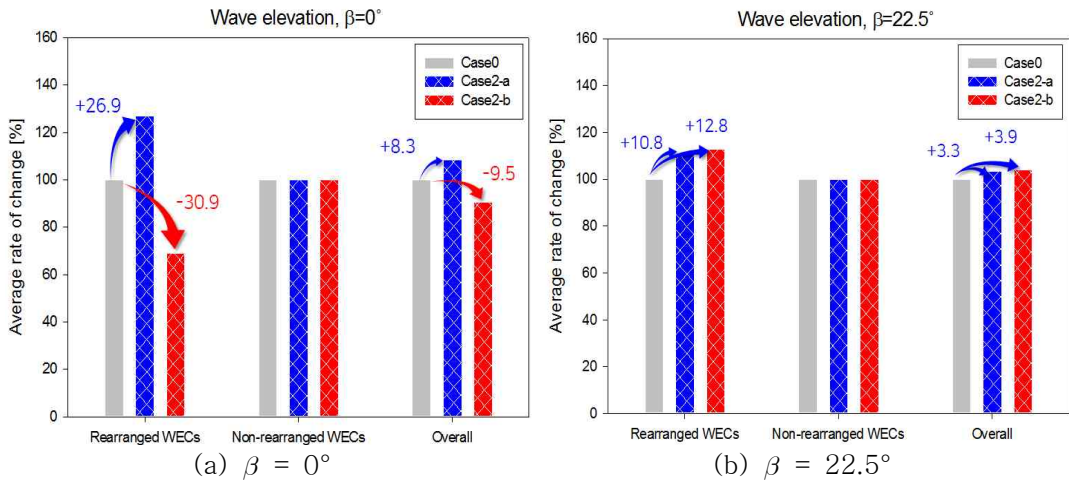 Wave elevation, β=0˚
Average rate of change [%]
160
140
120
100
80
60
40
20
0
Case0
Case2-a
Case2-b
+26.9
-30.9
+8.3
-9.5
Rearranged WECs
Non-rearranged WECs
Overall
(a) β = 0°
Wave elevation, β=22.5˚
Average rate of change [%]
160
140
120
100
80
60
40
20
0
Case0
Case2-a
Case2-b
+10.8
+12.8
+3.3
+3.9
Rearranged WECs
Non-rearranged WECs
Overall
(b) β = 22.5°